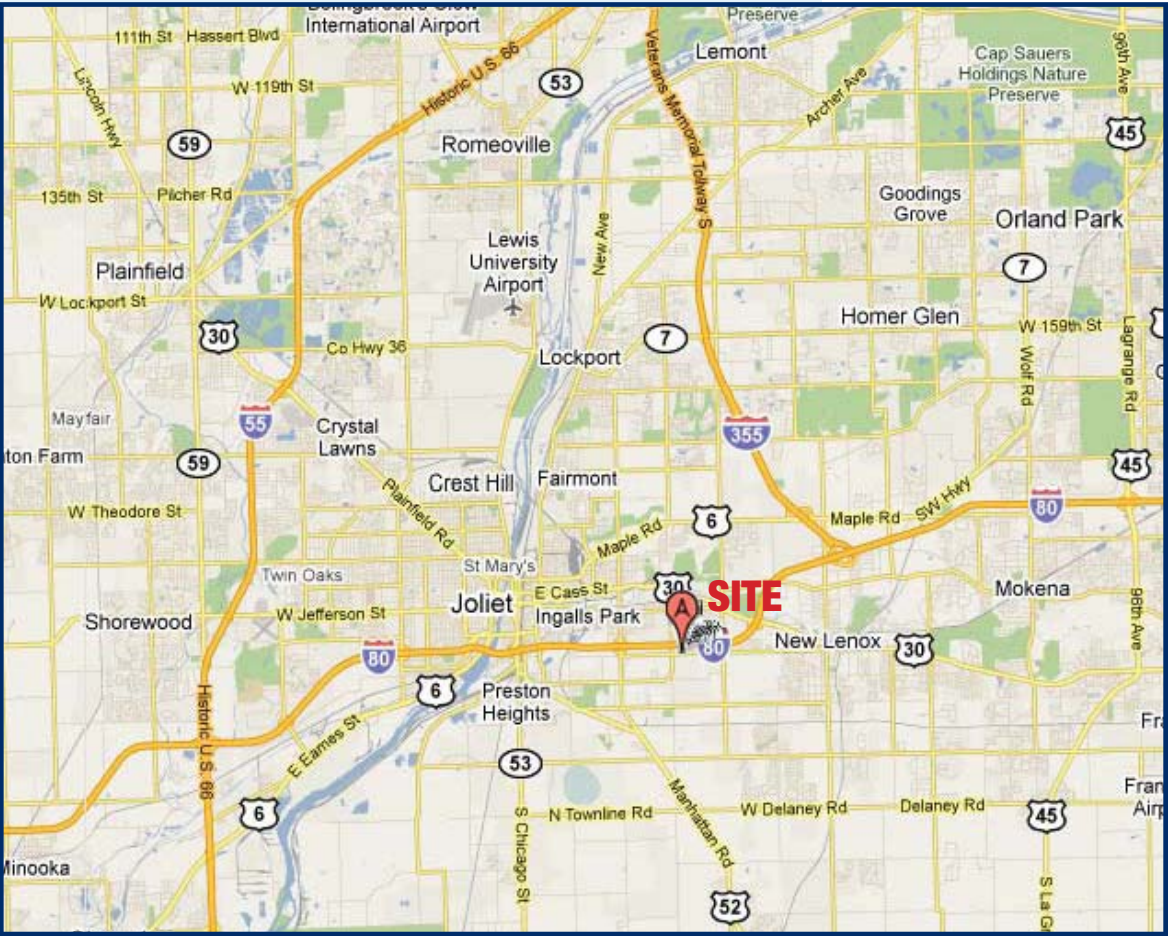 International Airport
Preserve
111th St
Hassert Blvd
Lincoln Hwy
W 119th St
Historic U.S. 66
53
Veterans Memorial Tollway S
Lemont
Archer Ave
Cap Sauers
Holdings Nature
Preserve
96th Ave
45
59
Romeoville
135th St
Pilcher Rd
Goodings
Grove
Orland Park
Plainfield
Lewis
University
Airport
New Ave
7
W Lockport St
30
Co Hwy 36
Lockport
7
Homer Glen
W 159th St
Wolf Rd
Lagrange Rd
Mayfair
55
Crystal
Lawns
355
ton Farm
59
Crest Hill
Fairmont
45
W Theodore St
Plainfield Rd
Maple Rd
6
Maple Rd
SW Hwy
80
St Mary's
Twin Oaks
E Cass St
30
A
SITE
Mokena
Shorewood
W Jefferson St
Joliet
Ingalls Park
96th Ave
80
80
New Lenox
30
6
Preston
Heights
Historic U.S. 66
E Eames St
53
Manhattan Rd
6
S Chicago St
N Townline Rd
W Delaney Rd
Delaney Rd
45
Fra
Fran
Airp
Minooka
52
S La Gr